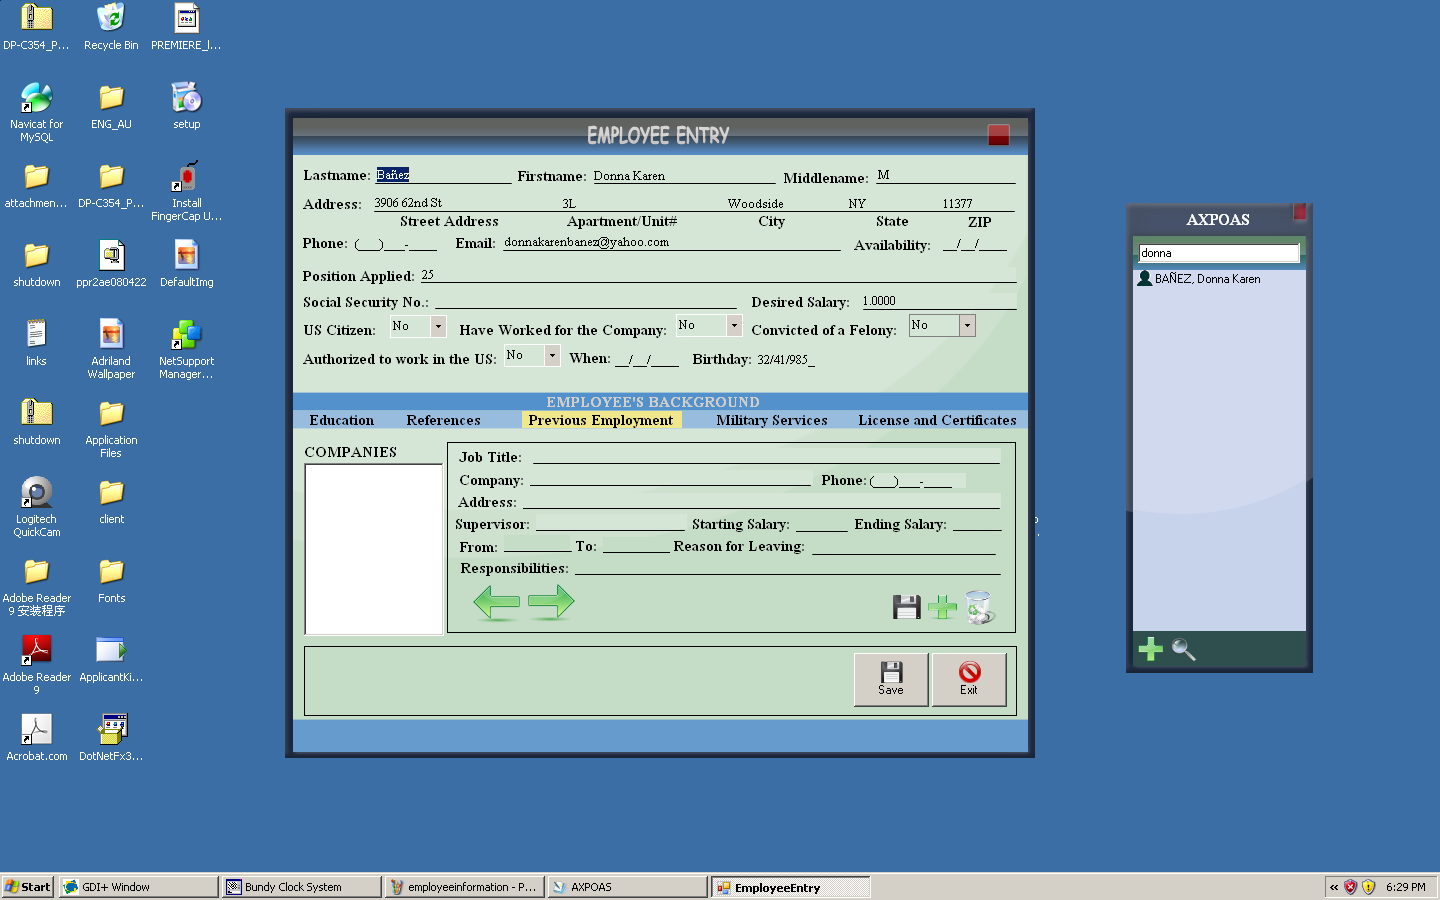 DP-C354_P...
Recycle Bin
PREMIERE_l...
Navicat for
MySQL
ENG_AU
setup
attachmen...
DP-C354_P...
Install
FingerCap U...
shutdown
ppr2ae080422
DefaultImg
links
Adriland
Wallpaper
NetSupport
Manager...
shutdown
Application
Files
Logitech
QuickCam
client
Adobe Reader
9 安装程序
Fonts
Adobe Reader
9
ApplicantKi...
Acrobat.com
DotNetFx3...
EMPLOYEE ENTRY
Lastname: Bañez Firstname: Donna Karen Middlename: M
Address: 3906 62nd St 3L Woodside NY 11377
Street Address Apartment/Unit# City State ZIP
Phone: (___)___-____ Email: donnakarenbanez@yahoo.com Availability: __/__/____
Position Applied: 25
Social Security No.: Desired Salary: 1.0000
US Citizen: No Have Worked for the Company: No Convicted of a Felony: No
Authorized to work in the US: No When: __/__/____ Birthday: 32/41/985_
EMPLOYEE'S BACKGROUND
Education References Previous Employment Military Services License and Certificates
COMPANIES
Job Title:
Company: Phone: (___)___-____
Address:
Supervisor: Starting Salary: Ending Salary:
From: To: Reason for Leaving:
Responsibilities:
Save Exit
AXPOAS
donna
BAÑEZ, Donna Karen
Start GDI+ Window Bundy Clock System employeeinformation - P... AXPOAS EmployeeEntry « 6:29 PM